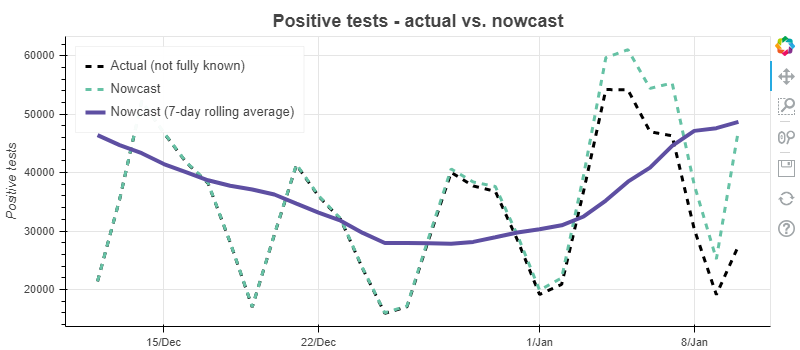 Positive tests - actual vs. nowcast
Actual (not fully known)
Nowcast
Nowcast (7-day rolling average)
Positive tests
60000
50000
40000
30000
20000
15/Dec
22/Dec
1/Jan
8/Jan